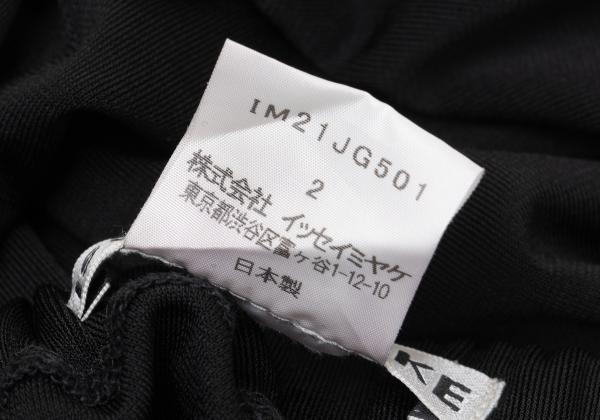 IM21JG501
2
株式会社 イッセイミヤケ
東京都渋谷区富ヶ谷1-12-10
日本製
KE